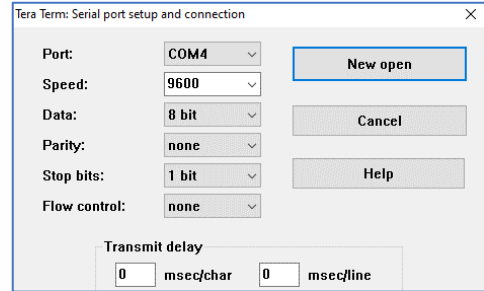 Tera Term: Serial port setup and connection
Port: COM4
New open
Speed: 9600
Data: 8 bit
Cancel
Parity: none
Stop bits: 1 bit
Help
Flow control: none
Transmit delay
0 msec/char 0 msec/line